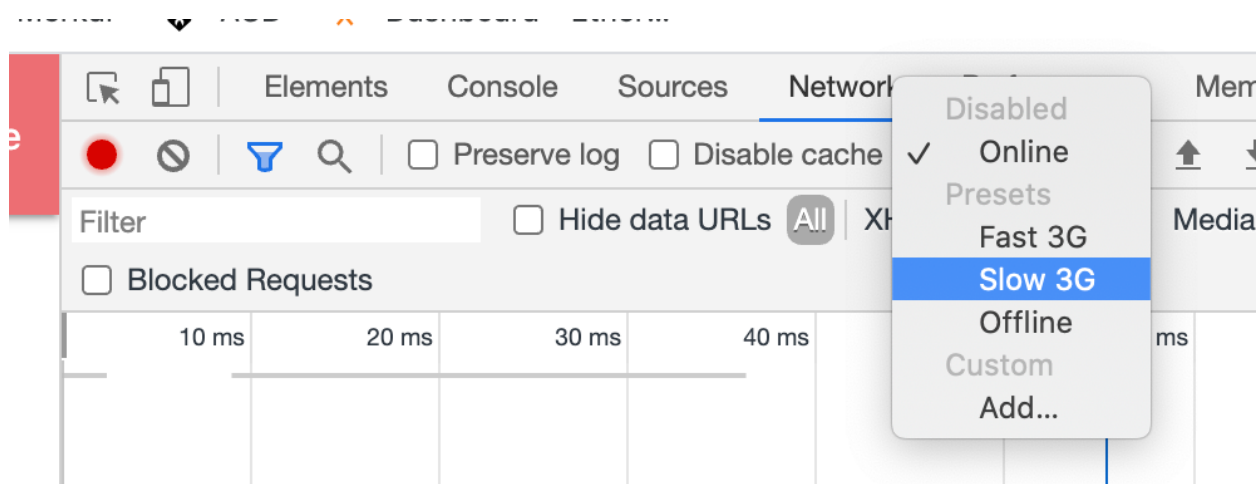 e
Elements Console Sources Network Mem
Preserve log Disable cache
Filter
Hide data URLs All XH Media
Blocked Requests
10 ms 20 ms 30 ms 40 ms ms
Disabled
✓ Online
Presets
Fast 3G
Slow 3G
Offline
Custom
Add...